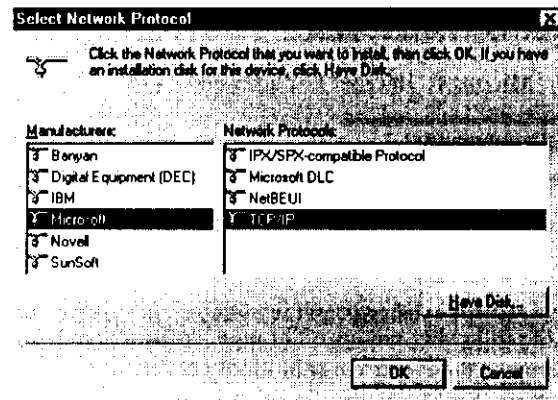 Select Network Protocol
Click the Network Protocol that you want to install, then click OK. If you have
an installation disk for this device, click Have Disk.
Manufacturers:
Network Protocols:
Banyan
Digital Equipment (DEC)
IBM
Microsoft
Novell
SunSoft
IPX/SPX-compatible Protocol
Microsoft DLC
NetBEUI
TCP/IP
Have Disk...
OK
Cancel